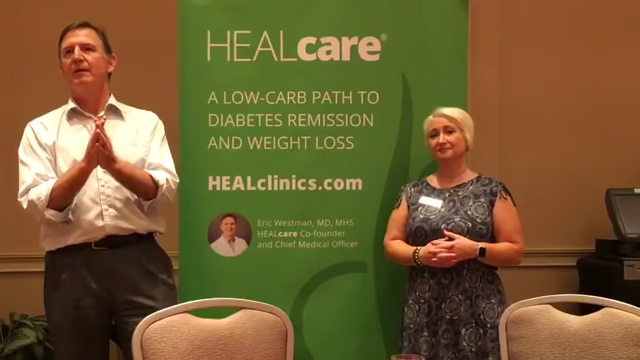 HEALcare®
A LOW-CARB PATH TO
DIABETES REMISSION
AND WEIGHT LOSS
HEALclinics.com
Eric Westman, MD, MHS
HEALcare Co-founder
and Chief Medical Officer